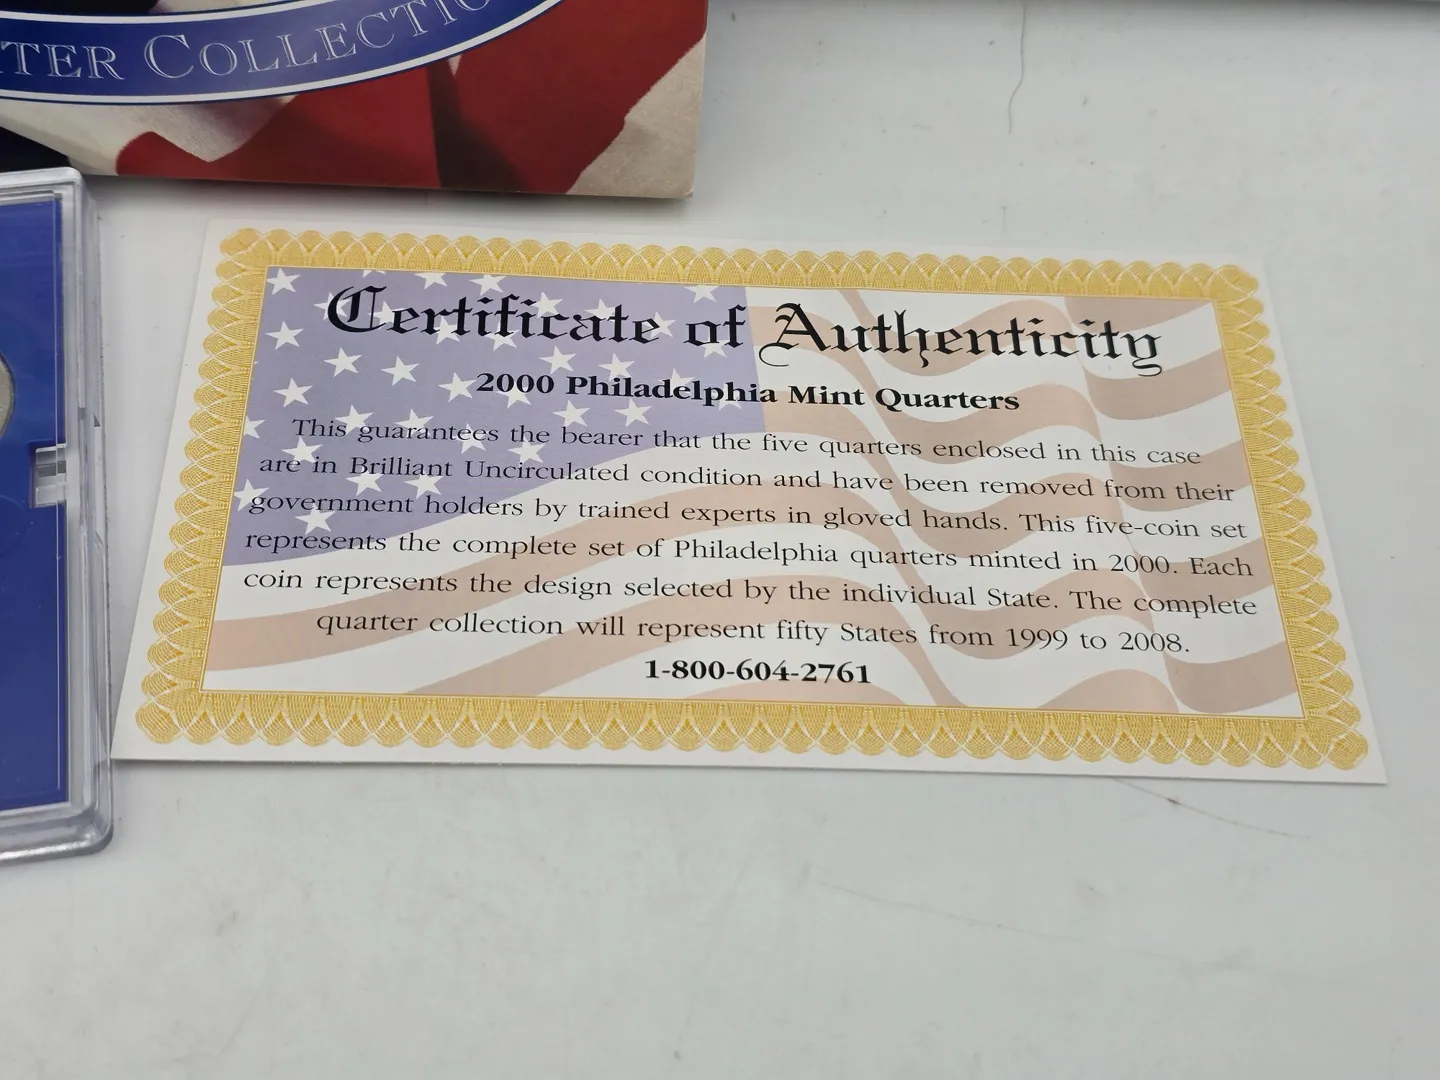 TER COLLECTIO
Certificate of Authenticity
2000 Philadelphia Mint Quarters
This guarantees the bearer that the five quarters enclosed in this case
are in Brilliant Uncirculated condition and have been removed from their
government holders by trained experts in gloved hands. This five-coin set
represents the complete set of Philadelphia quarters minted in 2000. Each
coin represents the design selected by the individual State. The complete
quarter collection will represent fifty States from 1999 to 2008.
1-800-604-2761